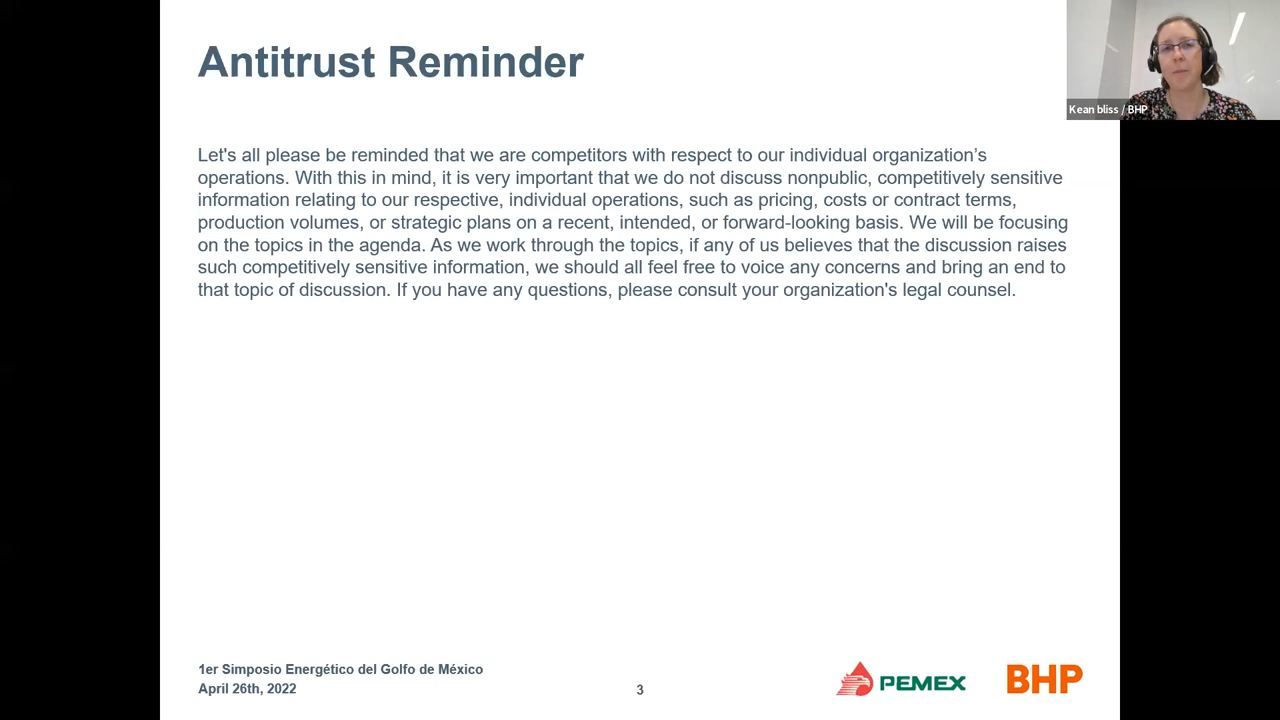 Antitrust Reminder
Kean bliss / BHP
Let's all please be reminded that we are competitors with respect to our individual organization’s
operations. With this in mind, it is very important that we do not discuss nonpublic, competitively sensitive
information relating to our respective, individual operations, such as pricing, costs or contract terms,
production volumes, or strategic plans on a recent, intended, or forward-looking basis. We will be focusing
on the topics in the agenda. As we work through the topics, if any of us believes that the discussion raises
such competitively sensitive information, we should all feel free to voice any concerns and bring an end to
that topic of discussion. If you have any questions, please consult your organization's legal counsel.
1er Simposio Energético del Golfo de México
April 26th, 2022
3
PEMEX
BHP